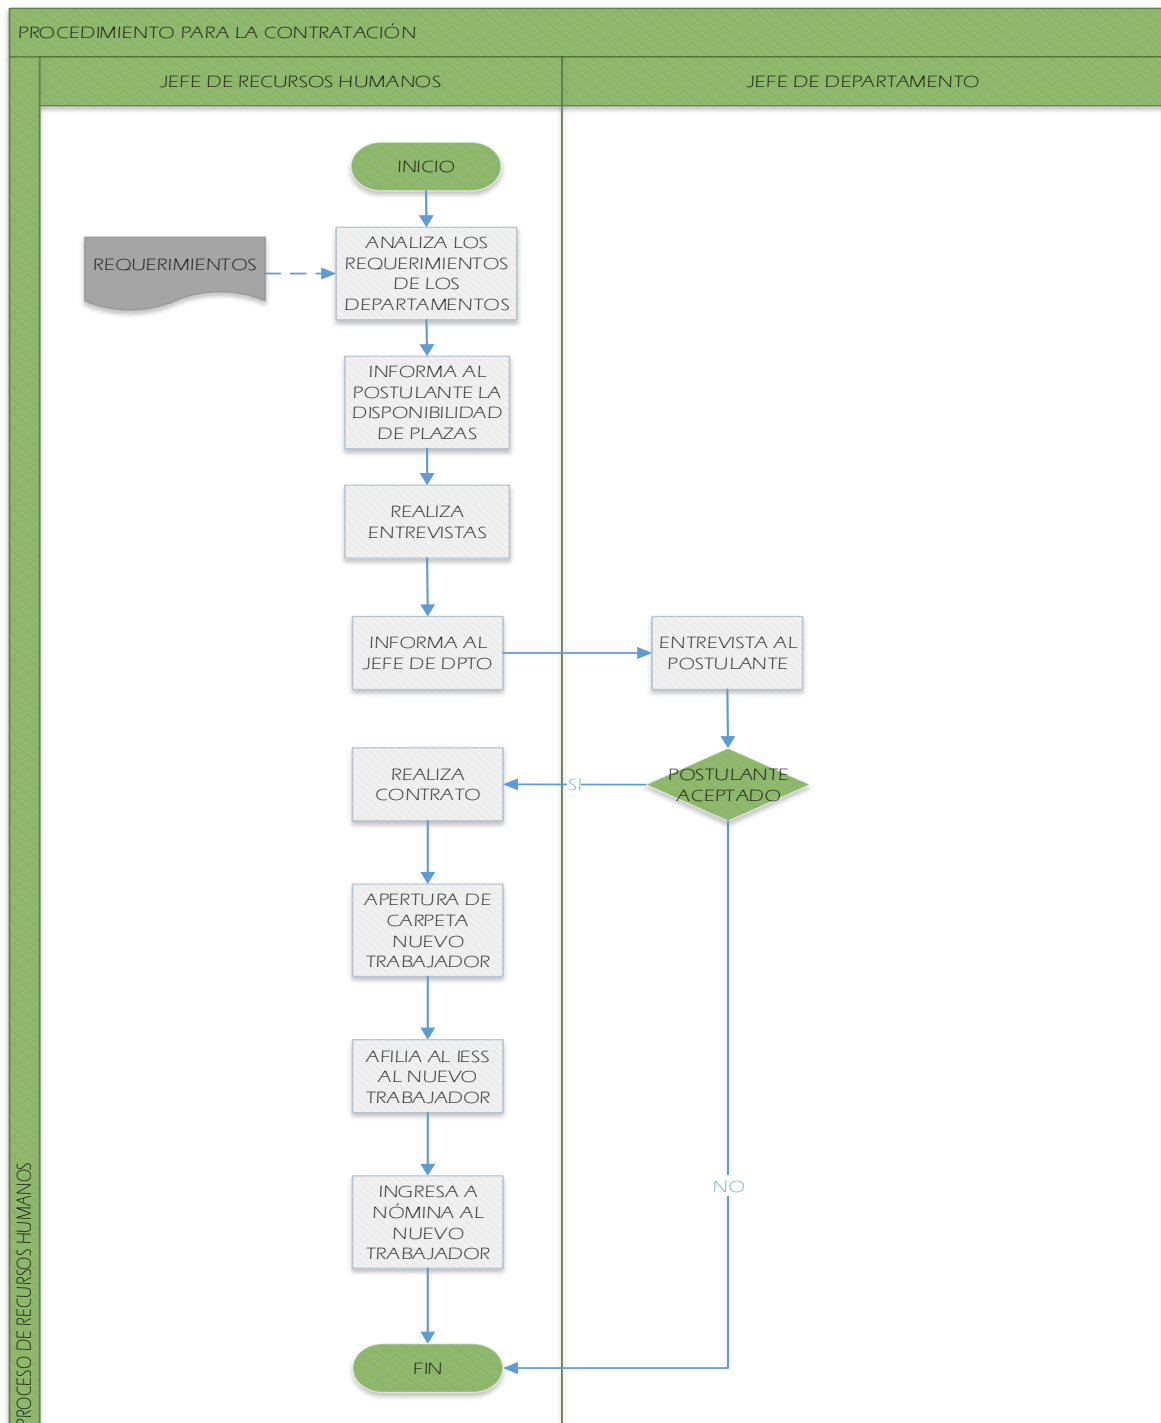 PROCEDIMIENTO PARA LA CONTRATACIÓN
JEFE DE RECURSOS HUMANOS
JEFE DE DEPARTAMENTO
INICIO
REQUERIMIENTOS
ANALIZA LOS
REQUERIMIENTOS
DE LOS
DEPARTAMENTOS
INFORMA AL
POSTULANTE LA
DISPONIBILIDAD
DE PLAZAS
REALIZA
ENTREVISTAS
INFORMA AL
JEFE DE DPTO
ENTREVISTA AL
POSTULANTE
POSTULANTE
ACEPTADO
SI
REALIZA
CONTRATO
APERTURA DE
CARPETA
NUEVO
TRABAJADOR
AFILIA AL IESS
AL NUEVO
TRABAJADOR
INGRESA A
NÓMINA AL
NUEVO
TRABAJADOR
NO
FIN
PROCESO DE RECURSOS HUMANOS